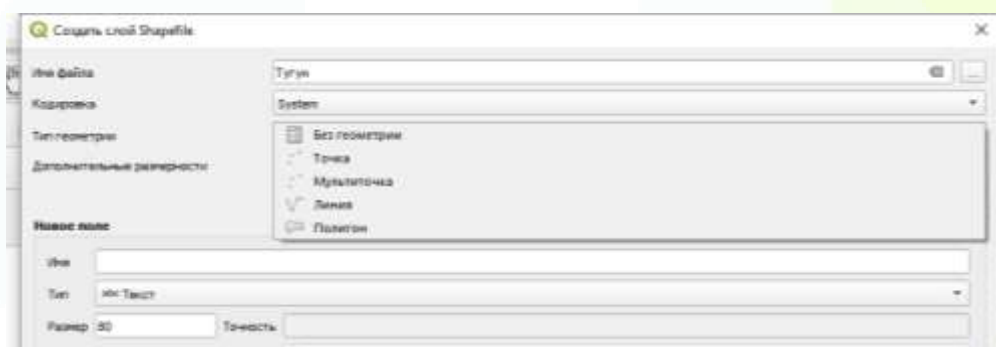 Создать слой Shapefile
Имя файла
Тугун
Кодировка
System
Тип геометрии
Без геометрии
Точка
Мультиточка
Линия
Полигон
Дополнительные размерности
Новое поле
Имя
Тип
Текст
Размер 80
Точность